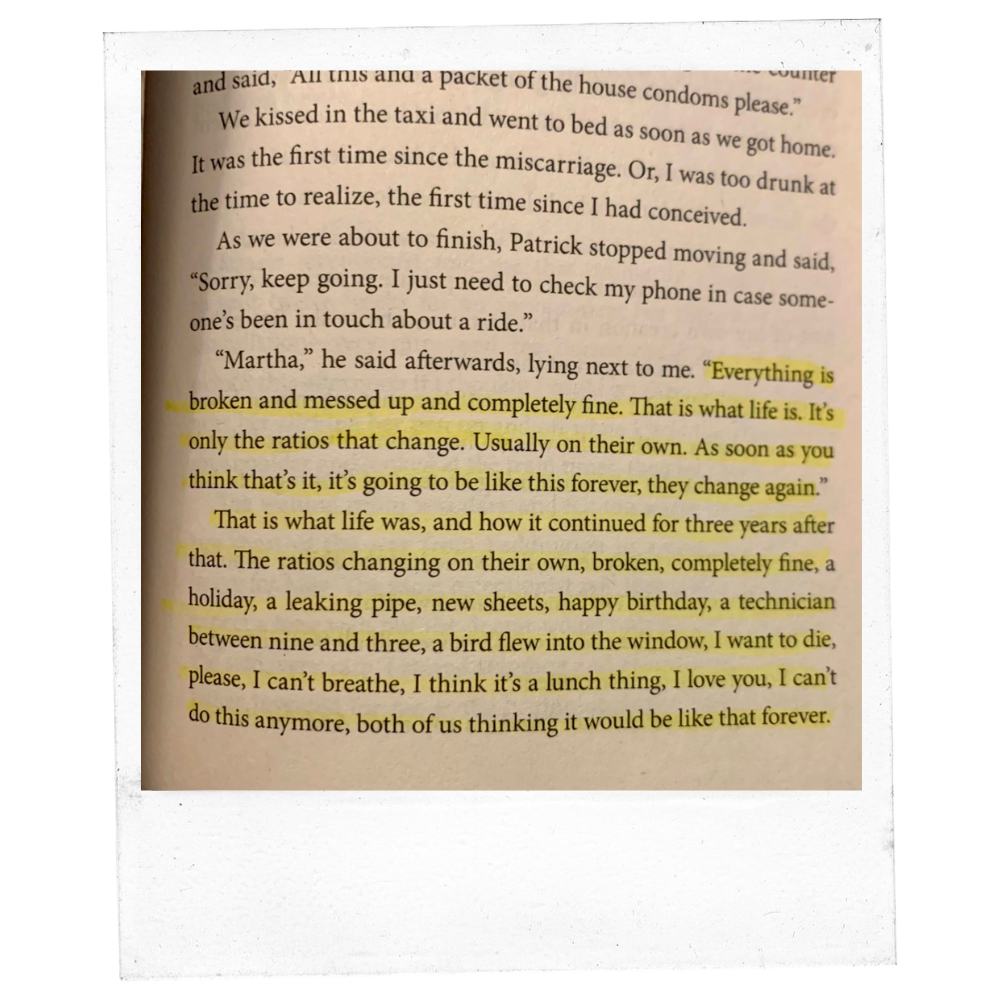 counter
and said, “All this and a packet of the house condoms please.”
We kissed in the taxi and went to bed as soon as we got home.
It was the first time since the miscarriage. Or, I was too drunk at
the time to realize, the first time since I had conceived.
As we were about to finish, Patrick stopped moving and said,
“Sorry, keep going. I just need to check my phone in case some-
one’s been in touch about a ride.”
“Martha,” he said afterwards, lying next to me. “Everything is
broken and messed up and completely fine. That is what life is. It’s
only the ratios that change. Usually on their own. As soon as you
think that’s it, it’s going to be like this forever, they change again.”
That is what life was, and how it continued for three years after
that. The ratios changing on their own, broken, completely fine, a
holiday, a leaking pipe, new sheets, happy birthday, a technician
between nine and three, a bird flew into the window, I want to die,
please, I can’t breathe, I think it’s a lunch thing, I love you, I can’t
do this anymore, both of us thinking it would be like that forever.